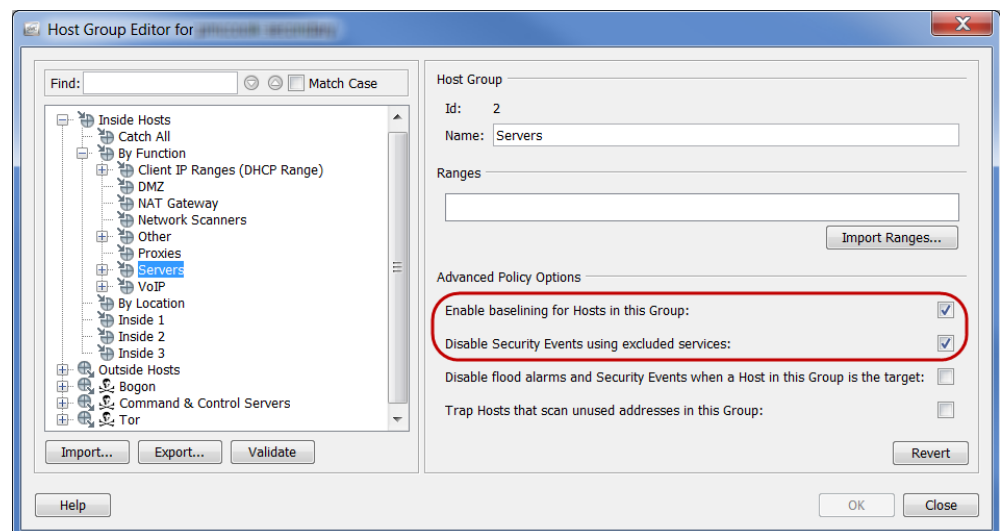 Host Group Editor for
Find:
Match Case
Inside Hosts
Catch All
By Function
Client IP Ranges (DHCP Range)
DMZ
NAT Gateway
Network Scanners
Other
Proxies
Servers
VoIP
By Location
Inside 1
Inside 2
Inside 3
Outside Hosts
Bogon
Command & Control Servers
Tor
Import...
Export...
Validate
Host Group
Id: 2
Name: Servers
Ranges
Import Ranges...
Advanced Policy Options
Enable baselining for Hosts in this Group:
Disable Security Events using excluded services:
Disable flood alarms and Security Events when a Host in this Group is the target:
Trap Hosts that scan unused addresses in this Group:
Revert
Help
OK
Close